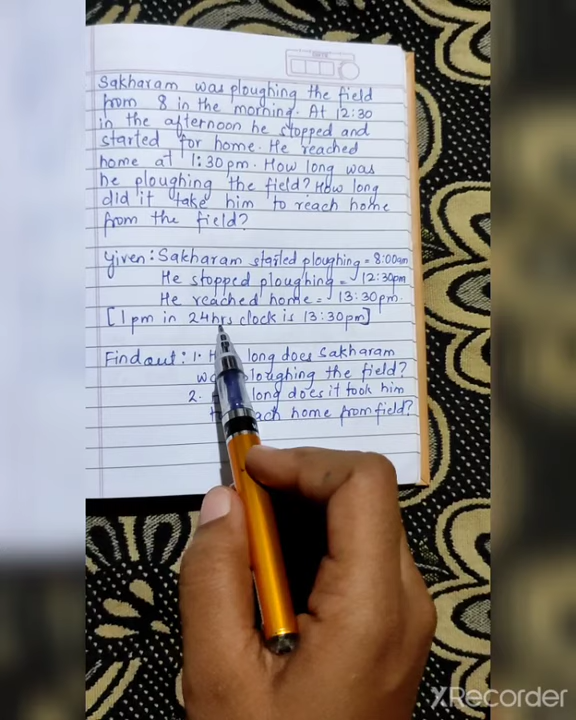 Sakharam was ploughing the field
from 8 in the morning. At 12:30
in the afternoon he stopped and
started for home. He reached
home at 1:30 pm. How long was
he ploughing the field? How long
did it take him to reach home
from the field?
Given: Sakharam started ploughing = 8:00am
He stopped ploughing = 12:30pm
He reached home = 13:30pm.
[1 pm in 24hrs clock is 13:30pm]
Find out: 1. long does Sakharam
ploughing the field?
2. long does it took him
home from field?
XRecorder